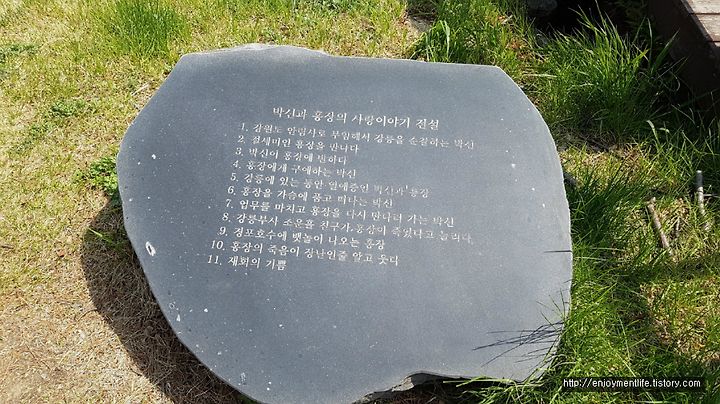 박신과 홍장의 사랑이야기 전설
1. 강원도 안렴사로 부임해서 강릉을 순찰하는 박신
2. 절세미인 홍장을 만나다
3. 박신이 홍장에 반하다
4. 홍장에게 구애하는 박신
5. 강릉에 있는 동안 열애중인 박신과 홍장
6. 홍장을 가슴에 품고 떠나는 박신
7. 업무를 마치고 홍장을 다시 만나러 가는 박신
8. 강릉부사 조운흘 친구가, 홍장이 죽었다고 놀리다.
9. 경포호수에 뱃놀이 나오는 홍장
10. 홍장의 죽음이 장난인줄 알고 웃다
11. 재회의 기쁨
http://enjoymentlife.tistory.com